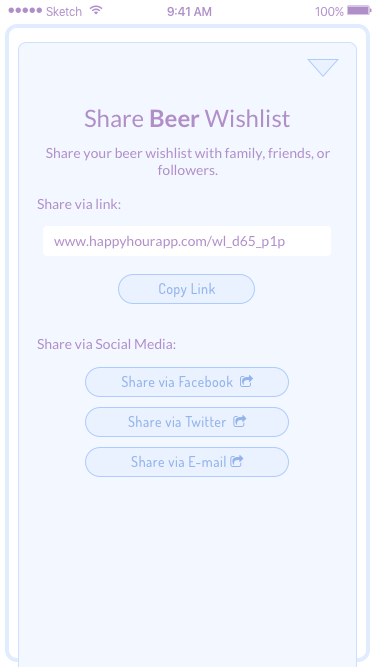 Sketch 9:41 AM 100%
Share Beer Wishlist
Share your beer wishlist with family, friends, or
followers.
Share via link:
www.happyhourapp.com/wl_d65_p1p
Copy Link
Share via Social Media:
Share via Facebook
Share via Twitter
Share via E-mail